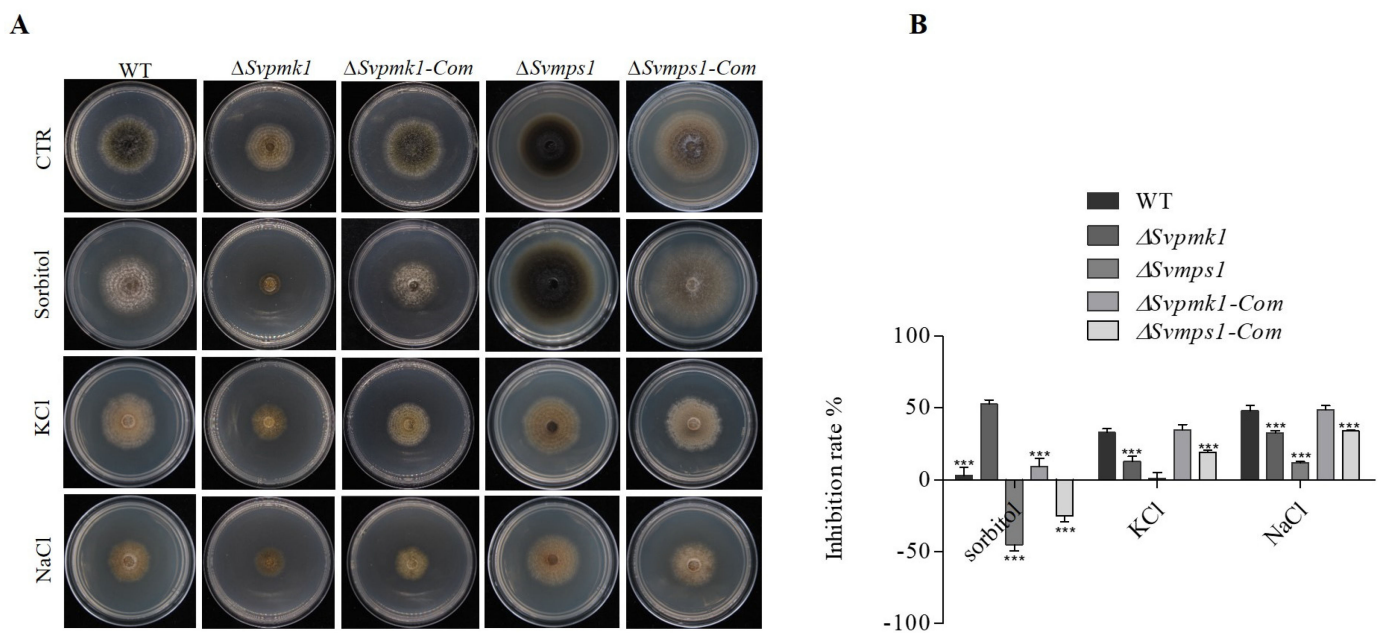 A
B
WT ΔSvpmk1 ΔSvpmk1-Com ΔSvmps1 ΔSvmps1-Com
CTR
Sorbitol
KCl
NaCl
WT
ΔSvpmk1
ΔSvmps1
ΔSvpmk1-Com
ΔSvmps1-Com
Inhibition rate %
100
50
0
-50
-100
***
***
***
***
***
***
***
***
***
sorbitol
KCl
NaCl